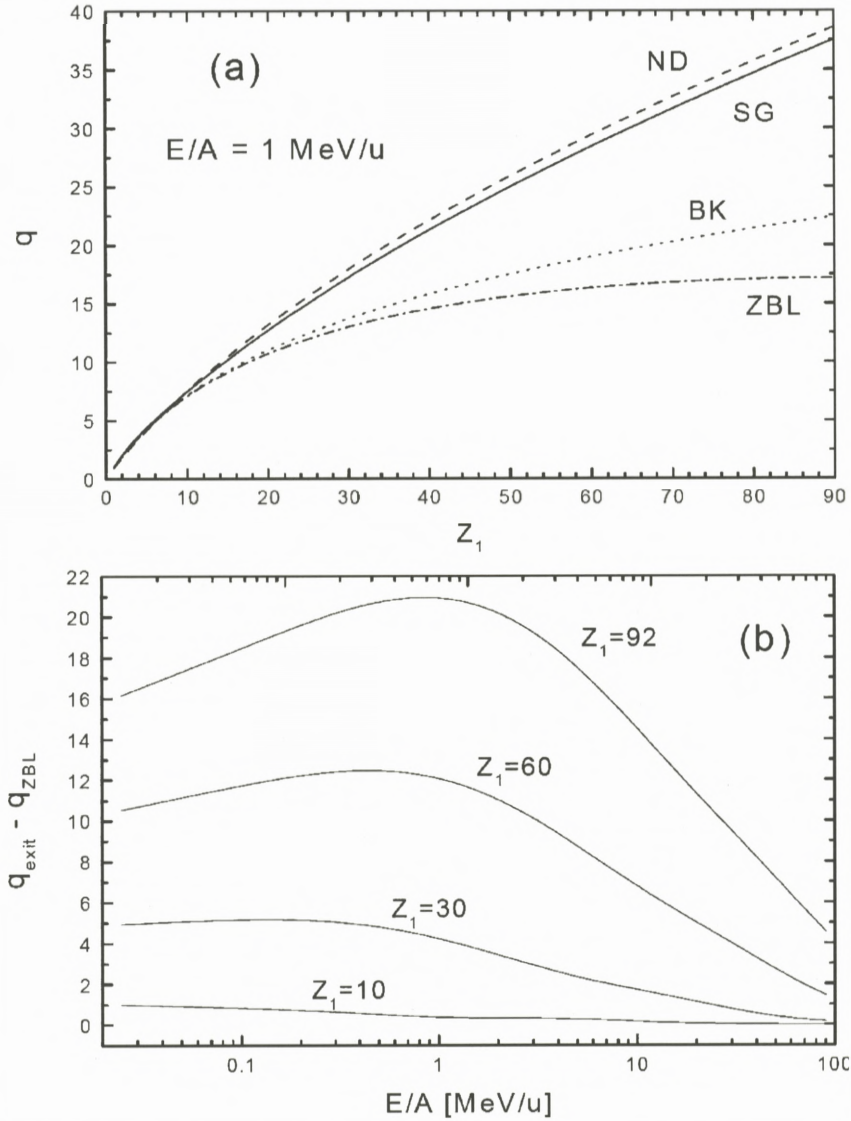 40
35
30
25
20
15
10
5
0
q
(a)
E/A = 1 MeV/u
ND
SG
BK
ZBL
0 10 20 30 40 50 60 70 80 90
Z₁
22
20
18
16
14
12
10
8
6
4
2
0
q_exit - q_ZBL
(b)
Z₁=92
Z₁=60
Z₁=30
Z₁=10
0.1 1 10 100
E/A [MeV/u]